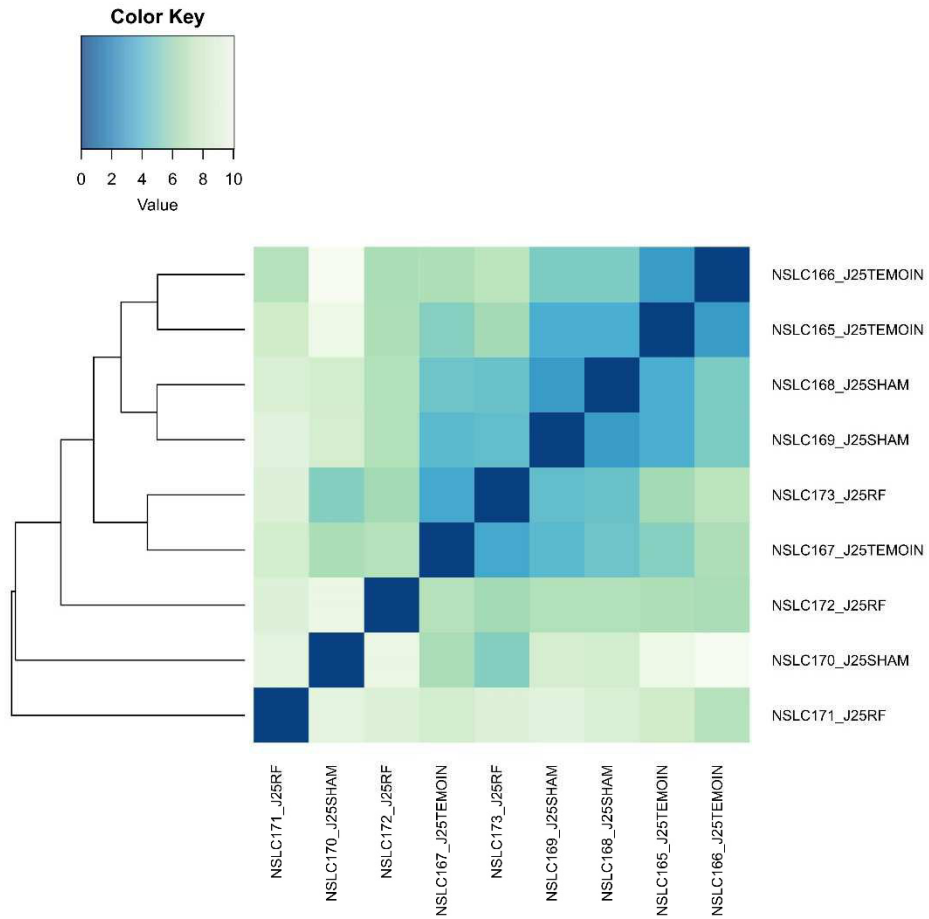 Color Key
0 2 4 6 8 10
Value
NSLC166_J25TEMOIN
NSLC165_J25TEMOIN
NSLC168_J25SHAM
NSLC169_J25SHAM
NSLC173_J25RF
NSLC167_J25TEMOIN
NSLC172_J25RF
NSLC170_J25SHAM
NSLC171_J25RF
NSLC171_J25RF
NSLC170_J25SHAM
NSLC172_J25RF
NSLC167_J25TEMOIN
NSLC173_J25RF
NSLC169_J25SHAM
NSLC168_J25SHAM
NSLC165_J25TEMOIN
NSLC166_J25TEMOIN